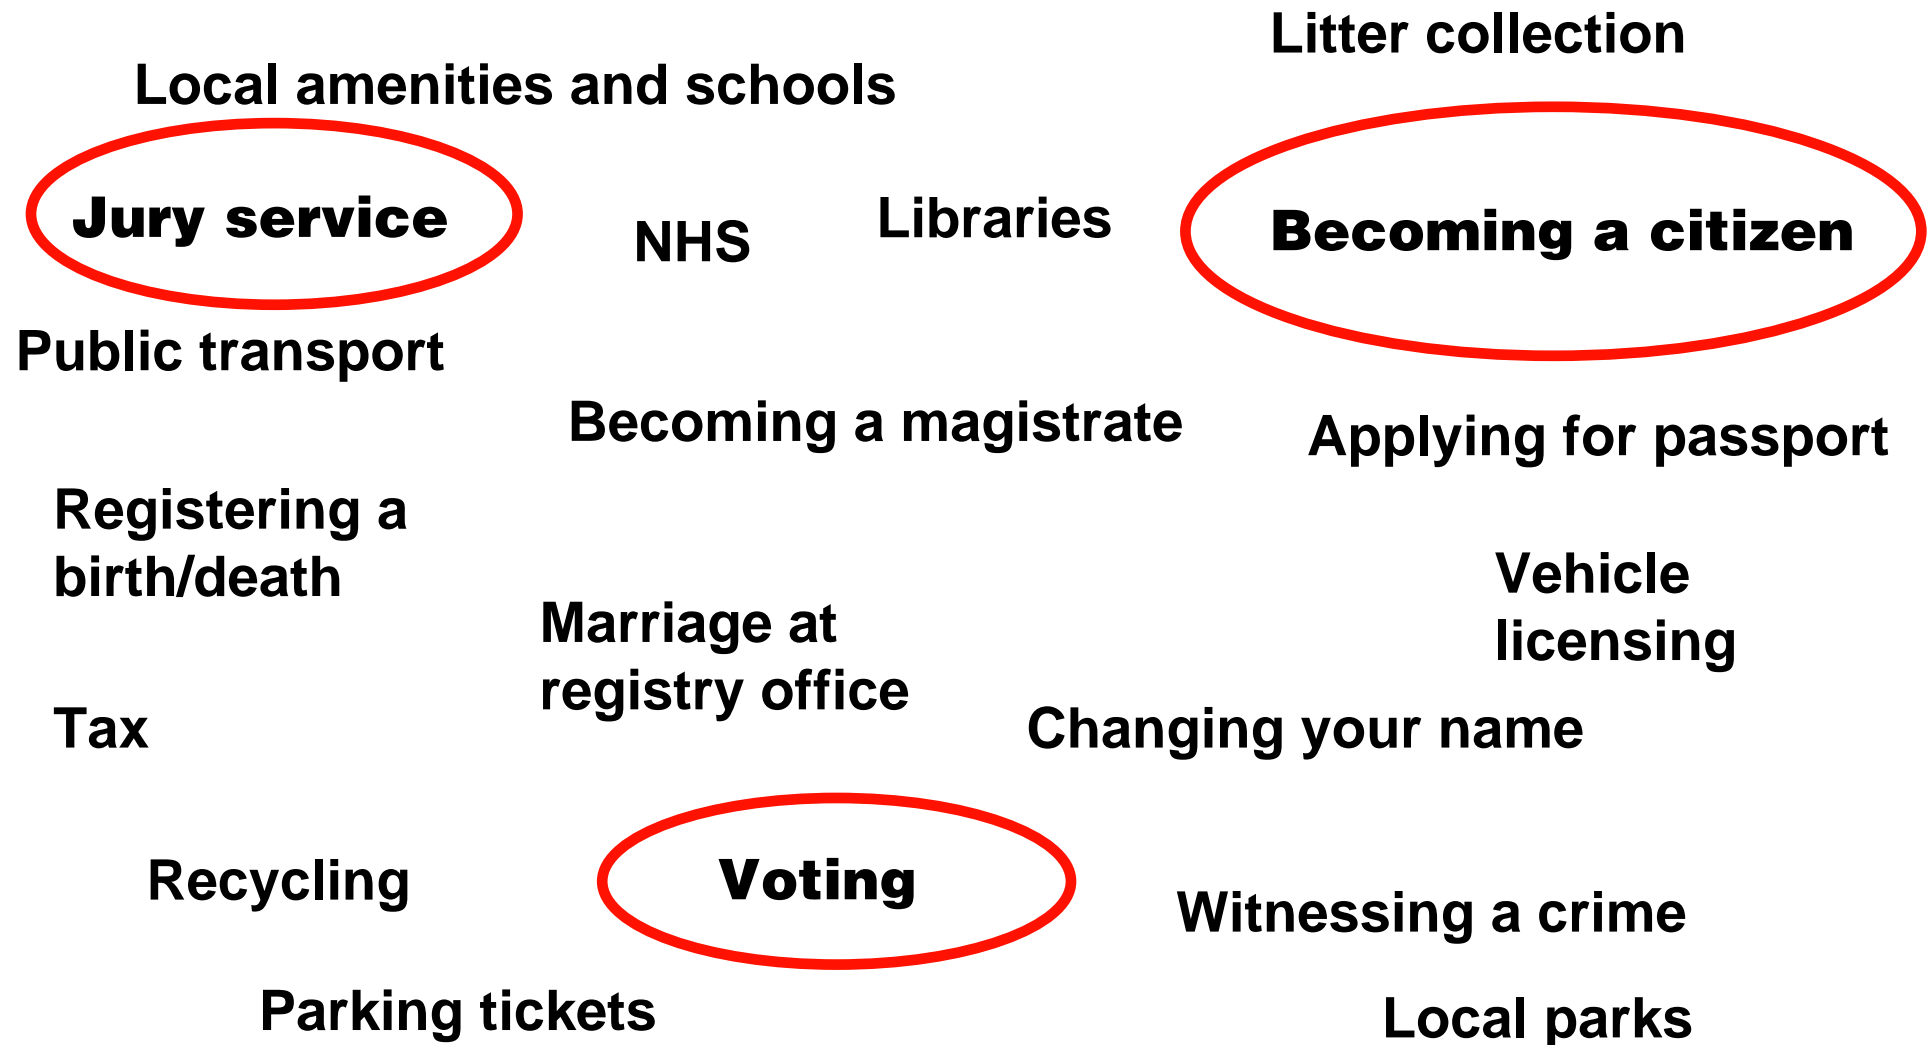 Litter collection
Local amenities and schools
Jury service
NHS
Libraries
Becoming a citizen
Public transport
Becoming a magistrate
Applying for passport
Registering a
birth/death
Vehicle
licensing
Marriage at
registry office
Tax
Changing your name
Recycling
Voting
Witnessing a crime
Parking tickets
Local parks